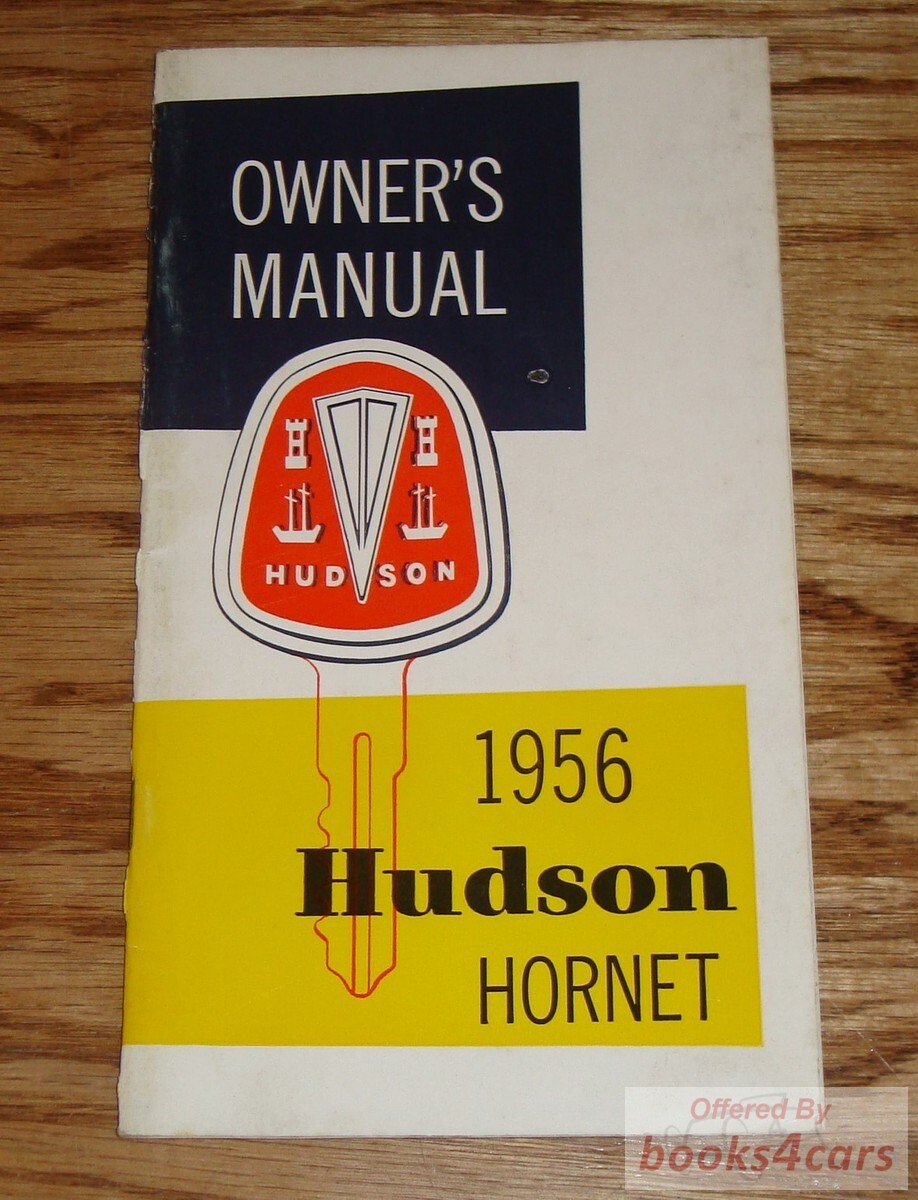 OWNER'S
MANUAL
HUDSON
1956
Hudson
HORNET
Offered By
books4cars